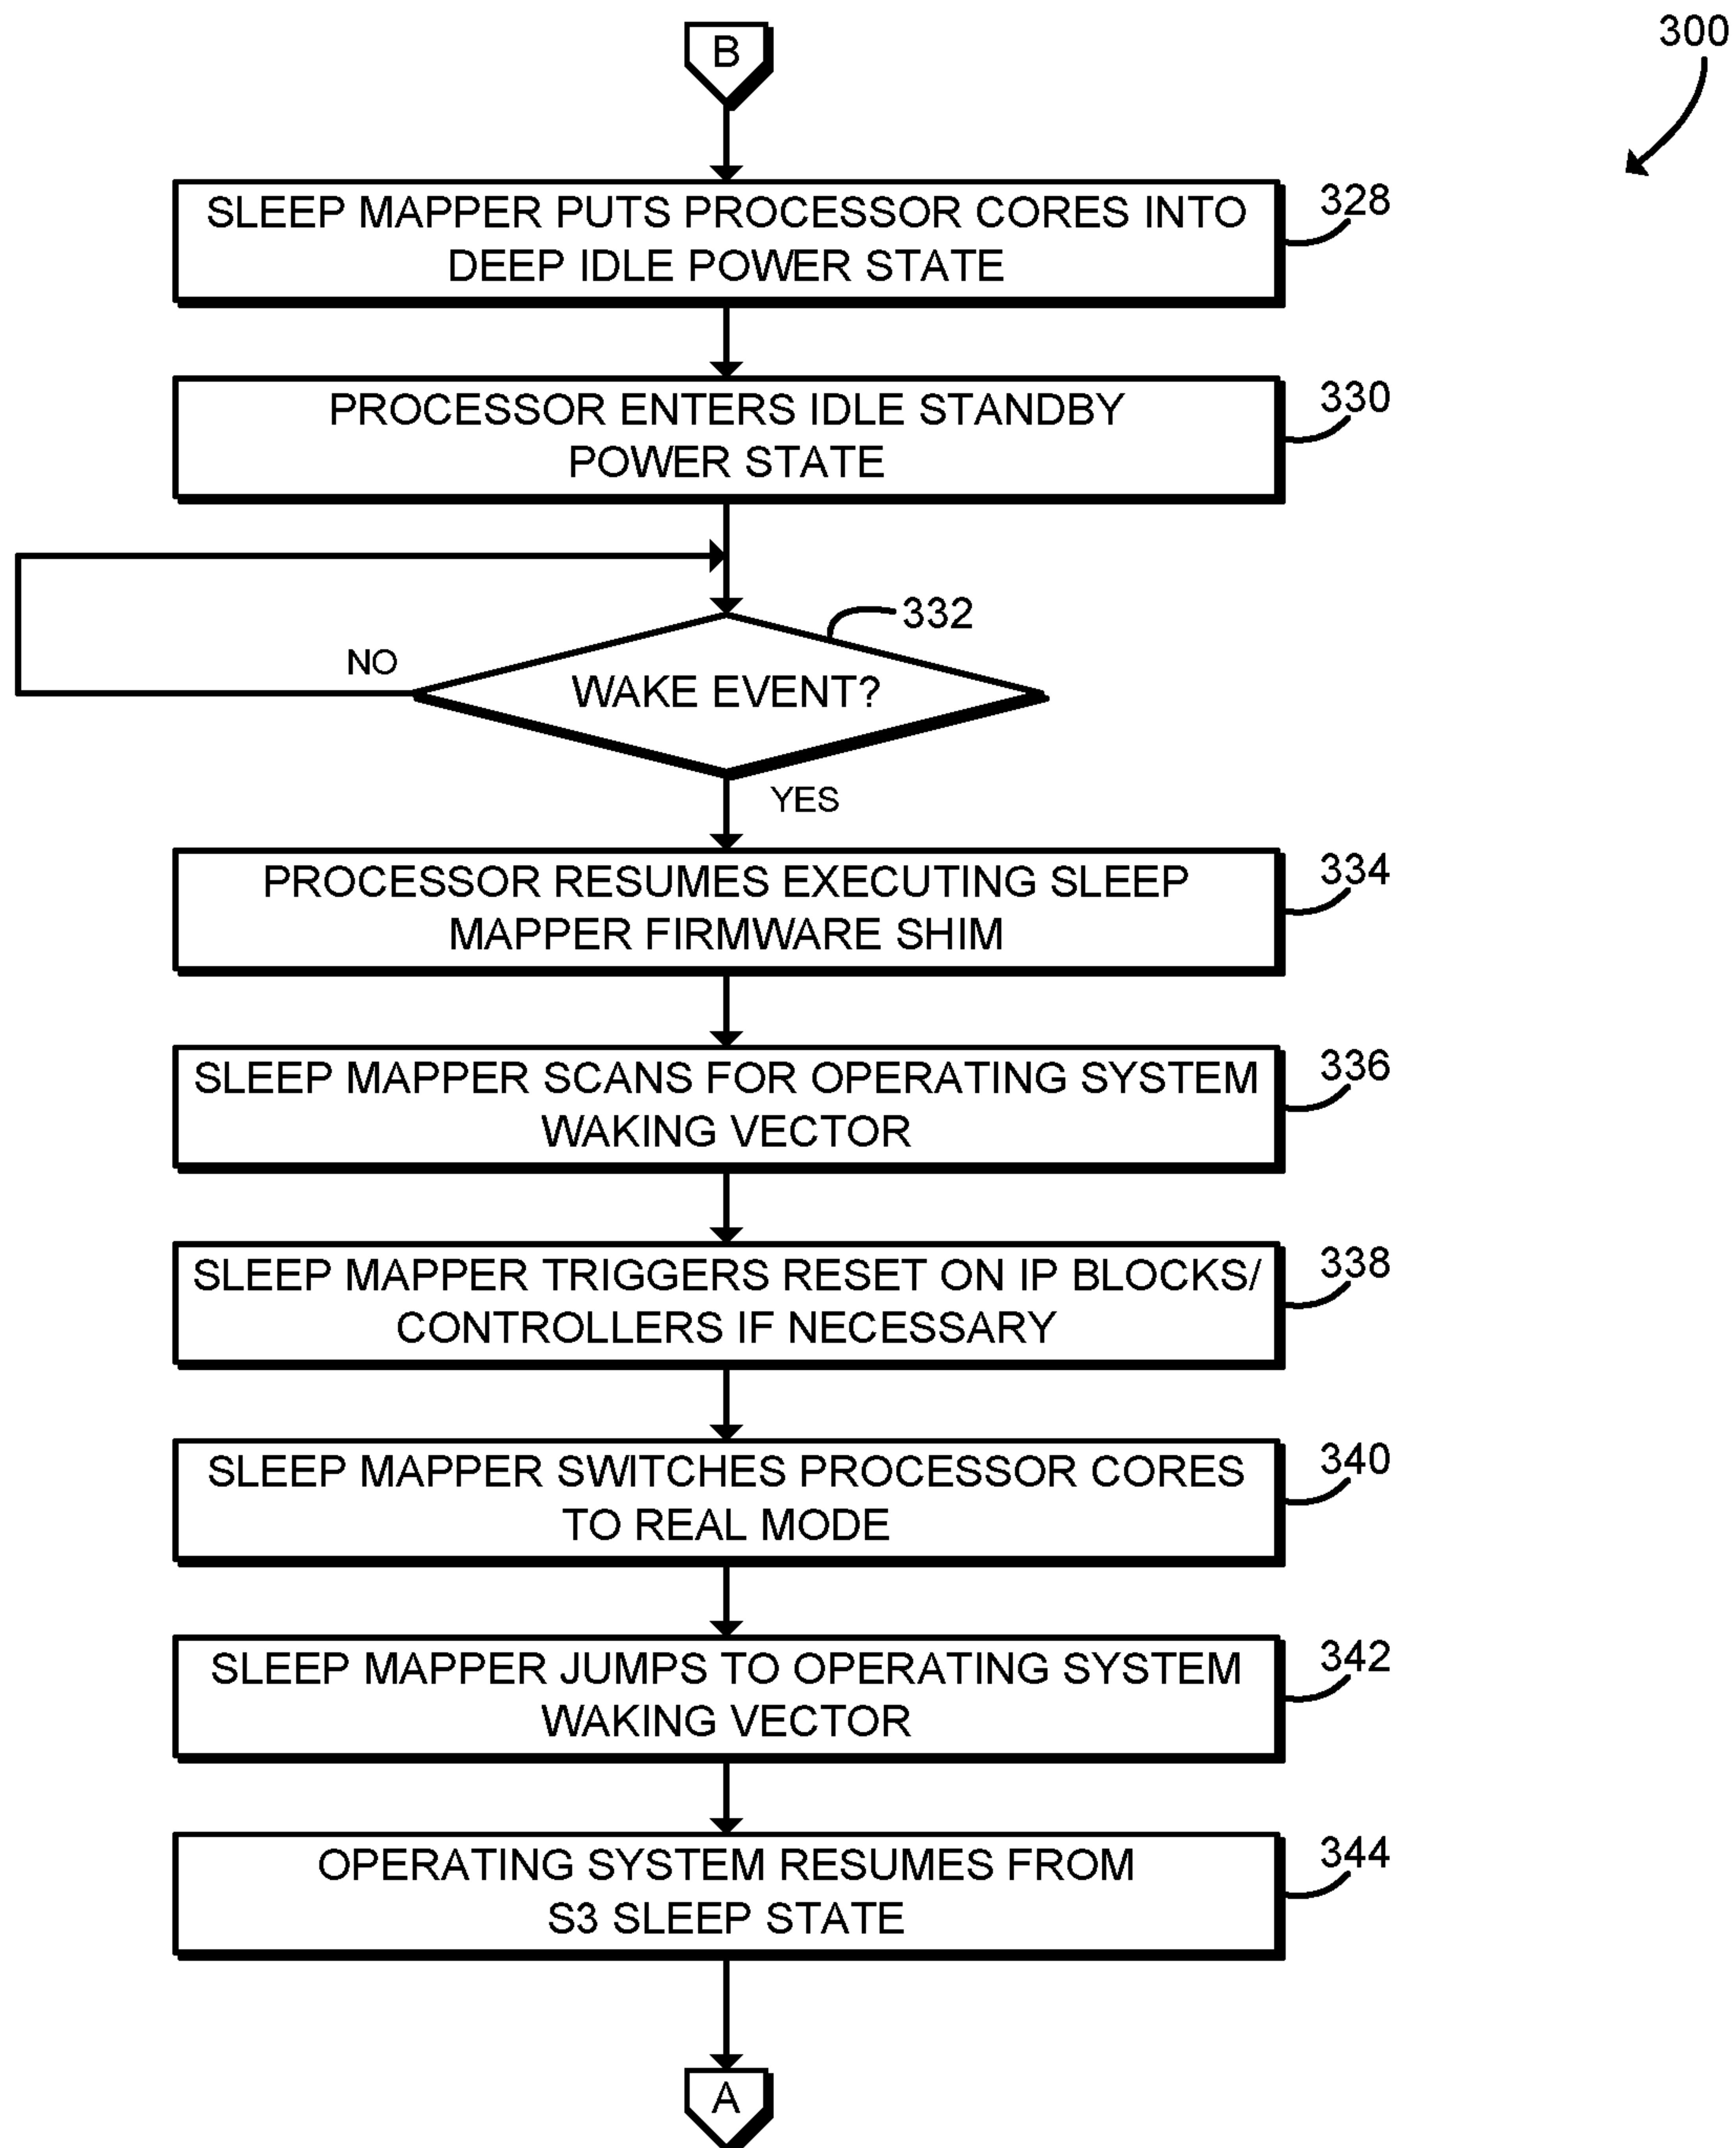 B
300
SLEEP MAPPER PUTS PROCESSOR CORES INTO
DEEP IDLE POWER STATE
328
PROCESSOR ENTERS IDLE STANDBY
POWER STATE
330
332
NO
WAKE EVENT?
YES
PROCESSOR RESUMES EXECUTING SLEEP
MAPPER FIRMWARE SHIM
334
SLEEP MAPPER SCANS FOR OPERATING SYSTEM
WAKING VECTOR
336
SLEEP MAPPER TRIGGERS RESET ON IP BLOCKS/
CONTROLLERS IF NECESSARY
338
SLEEP MAPPER SWITCHES PROCESSOR CORES
TO REAL MODE
340
SLEEP MAPPER JUMPS TO OPERATING SYSTEM
WAKING VECTOR
342
OPERATING SYSTEM RESUMES FROM
S3 SLEEP STATE
344
A